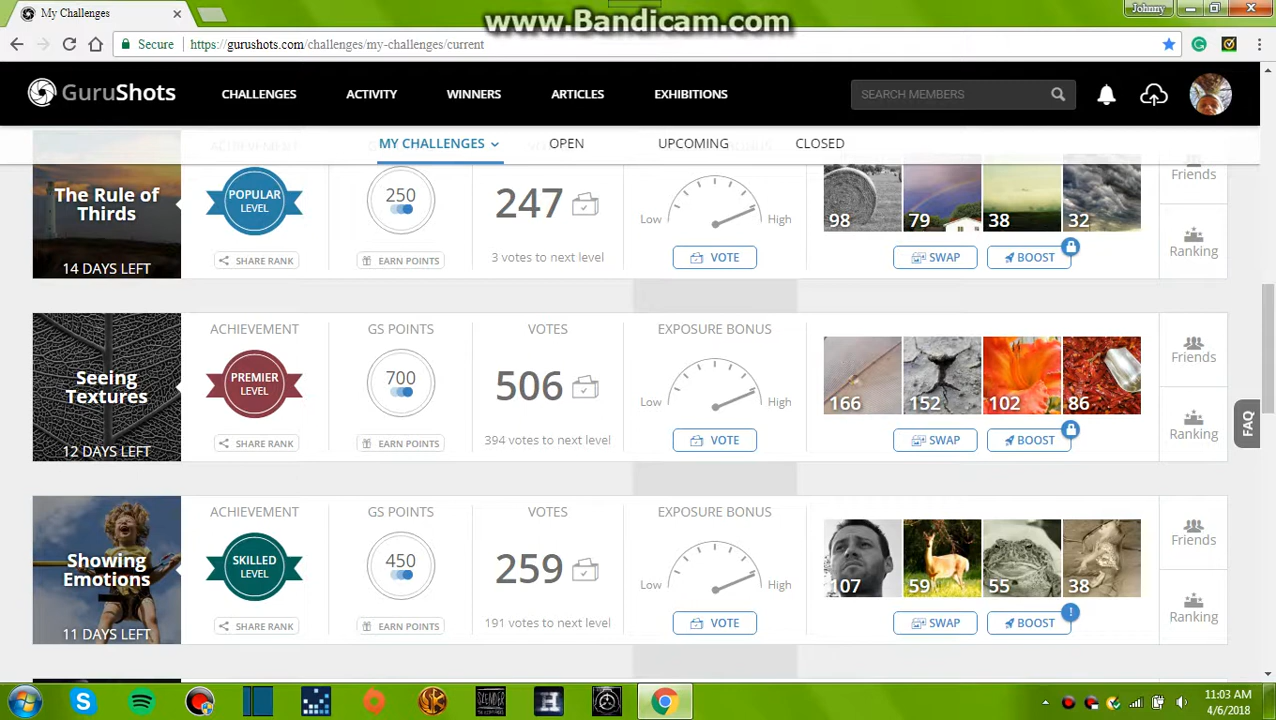 My Challenges
www.Bandicam.com
Johnny
Secure
https://gurushots.com/challenges/my-challenges/current
GuruShots
CHALLENGES
ACTIVITY
WINNERS
ARTICLES
EXHIBITIONS
SEARCH MEMBERS
MY CHALLENGES
OPEN
UPCOMING
CLOSED
The Rule of
Thirds
14 DAYS LEFT
POPULAR
LEVEL
SHARE RANK
250
EARN POINTS
247
3 votes to next level
Low
High
VOTE
98
79
38
32
SWAP
BOOST
Friends
Ranking
Seeing
Textures
12 DAYS LEFT
ACHIEVEMENT
PREMIER
LEVEL
SHARE RANK
GS POINTS
700
EARN POINTS
VOTES
506
394 votes to next level
EXPOSURE BONUS
Low
High
VOTE
166
152
102
86
SWAP
BOOST
Friends
Ranking
FAQ
Showing
Emotions
11 DAYS LEFT
ACHIEVEMENT
SKILLED
LEVEL
SHARE RANK
GS POINTS
450
EARN POINTS
VOTES
259
191 votes to next level
EXPOSURE BONUS
Low
High
VOTE
107
59
55
38
SWAP
BOOST
!
Friends
Ranking
11:03 AM
4/6/2018